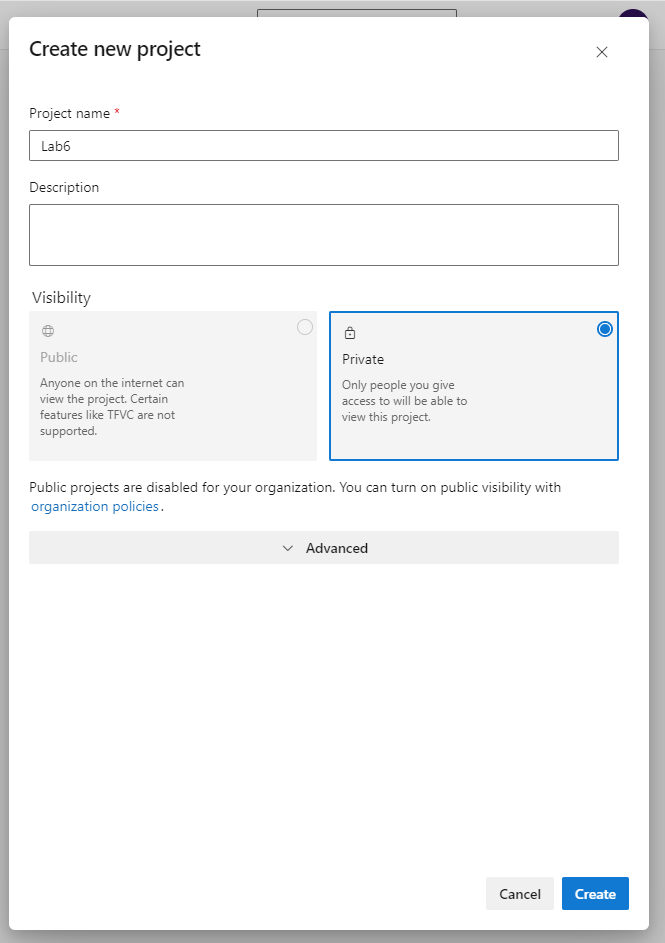 Create new project
Project name *
Lab6
Description
Visibility
Public
Anyone on the internet can
view the project. Certain
features like TFVC are not
supported.
Private
Only people you give
access to will be able to
view this project.
Public projects are disabled for your organization. You can turn on public visibility with
organization policies.
Advanced
Cancel
Create